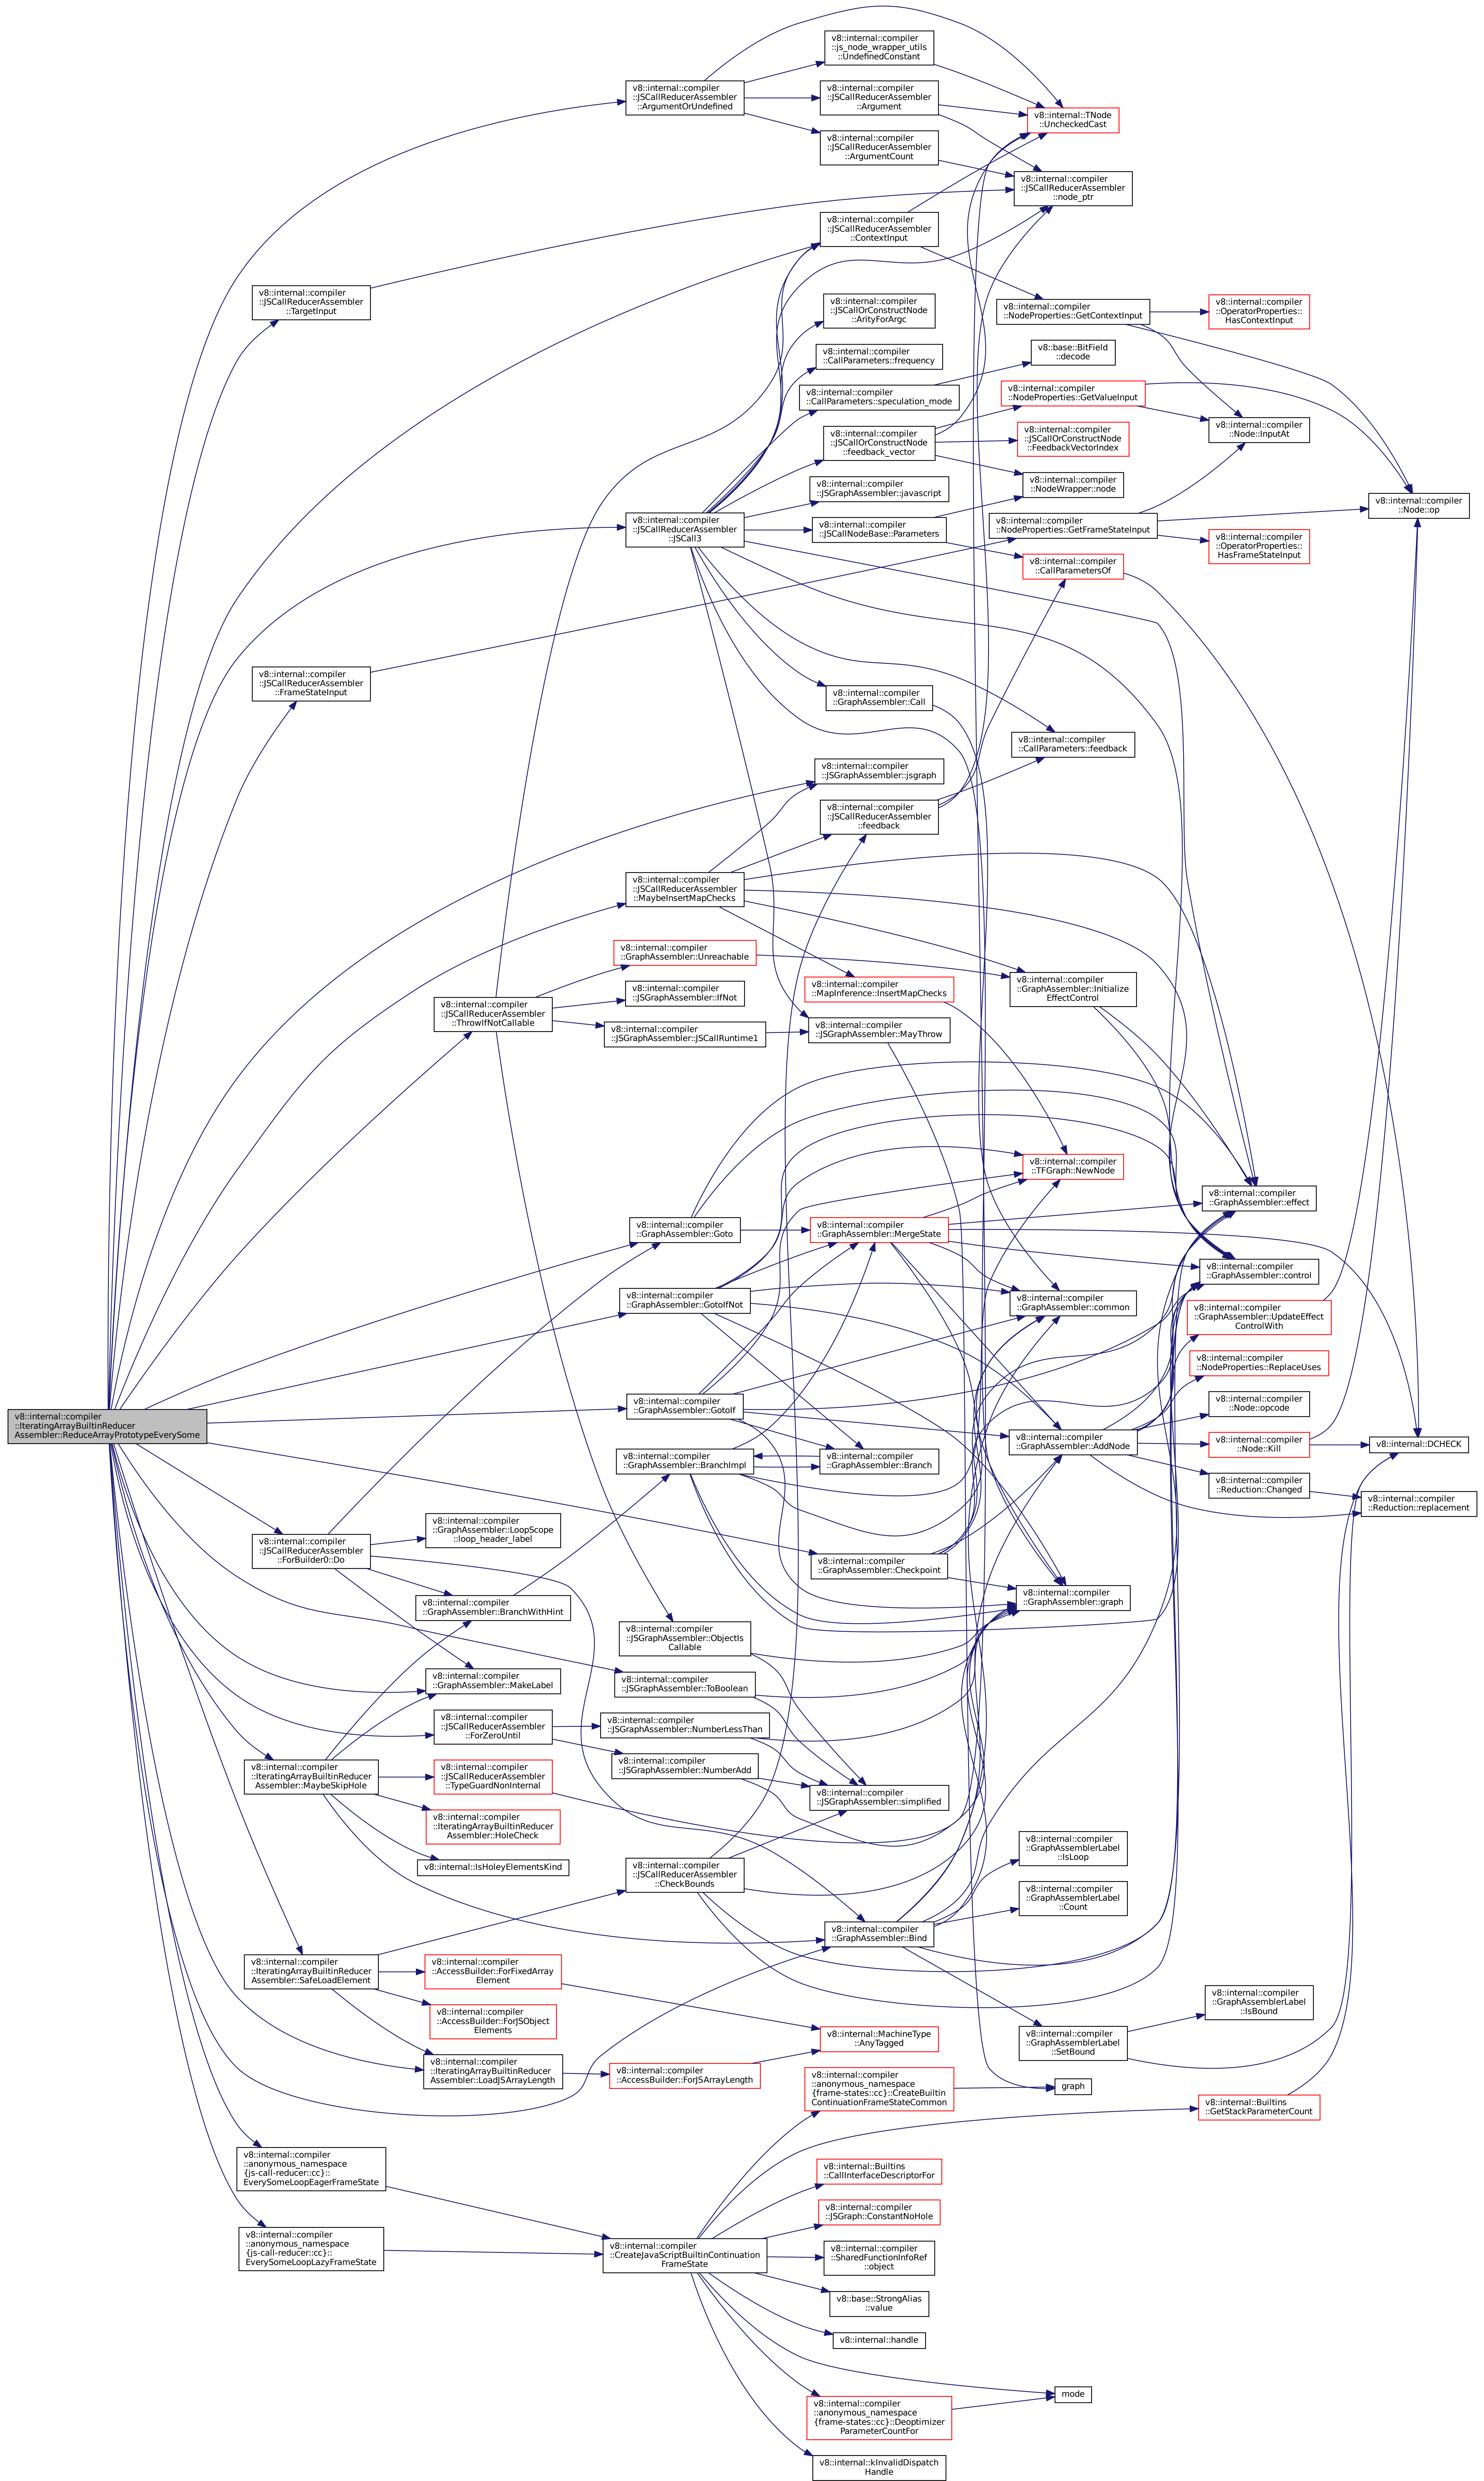 v8::internal::compiler
::IteratingArrayBuiltinReducer
Assembler::ReduceArrayPrototypeEverySome
v8::internal::compiler
::JSCallReducerAssembler
::TargetInput
v8::internal::compiler
::JSCallReducerAssembler
::FrameStateInput
v8::internal::compiler
::JSCallReducerAssembler
::ForBuilder0::Do
v8::internal::compiler
::IteratingArrayBuiltinReducer
Assembler::MaybeSkipHole
v8::internal::compiler
::IteratingArrayBuiltinReducer
Assembler::SafeLoadElement
v8::internal::compiler
::anonymous_namespace
{js-call-reducer::cc}::
EverySomeLoopEagerFrameState
v8::internal::compiler
::anonymous_namespace
{js-call-reducer::cc}::
EverySomeLoopLazyFrameState
v8::internal::compiler
::JSCallReducerAssembler
::ThrowIfNotCallable
v8::internal::compiler
::GraphAssembler::LoopScope
::loop_header_label
v8::internal::compiler
::GraphAssembler::BranchWithHint
v8::internal::compiler
::GraphAssembler::MakeLabel
v8::internal::compiler
::JSCallReducerAssembler
::ForZeroUntil
v8::internal::compiler
::JSCallReducerAssembler
::TypeGuardNonInternal
v8::internal::compiler
::IteratingArrayBuiltinReducer
Assembler::HoleCheck
v8::internal::IsHoleyElementsKind
v8::internal::compiler
::AccessBuilder::ForFixedArray
Element
v8::internal::compiler
::AccessBuilder::ForJSObject
Elements
v8::internal::compiler
::IteratingArrayBuiltinReducer
Assembler::LoadJSArrayLength
v8::internal::compiler
::JSCallReducerAssembler
::ArgumentOrUndefined
v8::internal::compiler
::JSCallReducerAssembler
::JSCall3
v8::internal::compiler
::JSCallReducerAssembler
::MaybeInsertMapChecks
v8::internal::compiler
::GraphAssembler::Unreachable
v8::internal::compiler
::JSGraphAssembler::IfNot
v8::internal::compiler
::JSGraphAssembler::JSCallRuntime1
v8::internal::compiler
::GraphAssembler::Goto
v8::internal::compiler
::GraphAssembler::GotoIfNot
v8::internal::compiler
::GraphAssembler::GotoIf
v8::internal::compiler
::GraphAssembler::BranchImpl
v8::internal::compiler
::JSGraphAssembler::ObjectIs
Callable
v8::internal::compiler
::JSGraphAssembler::ToBoolean
v8::internal::compiler
::JSGraphAssembler::NumberLessThan
v8::internal::compiler
::JSGraphAssembler::NumberAdd
v8::internal::compiler
::JSCallReducerAssembler
::CheckBounds
v8::internal::compiler
::AccessBuilder::ForJSArrayLength
v8::internal::compiler
::CreateJavaScriptBuiltinContinuation
FrameState
v8::internal::compiler
::js_node_wrapper_utils
::UndefinedConstant
v8::internal::compiler
::JSCallReducerAssembler
::Argument
v8::internal::compiler
::JSCallReducerAssembler
::ArgumentCount
v8::internal::compiler
::JSCallReducerAssembler
::ContextInput
v8::internal::compiler
::JSCallOrConstructNode
::ArityForArgc
v8::internal::compiler
::CallParameters::frequency
v8::internal::compiler
::CallParameters::speculation_mode
v8::internal::compiler
::JSCallOrConstructNode
::feedback_vector
v8::internal::compiler
::JSGraphAssembler::javascript
v8::internal::compiler
::JSCallNodeBase::Parameters
v8::internal::compiler
::GraphAssembler::Call
v8::internal::compiler
::JSGraphAssembler::jsgraph
v8::internal::compiler
::JSCallReducerAssembler
::feedback
v8::internal::compiler
::MapInference::InsertMapChecks
v8::internal::compiler
::JSGraphAssembler::MayThrow
v8::internal::compiler
::GraphAssembler::MergeState
v8::internal::compiler
::GraphAssembler::Branch
v8::internal::compiler
::GraphAssembler::Checkpoint
v8::internal::compiler
::JSGraphAssembler::simplified
v8::internal::compiler
::GraphAssembler::Bind
v8::internal::MachineType
::AnyTagged
v8::internal::compiler
::anonymous_namespace
{frame-states::cc}::CreateBuiltin
ContinuationFrameStateCommon
v8::internal::Builtins
::CallInterfaceDescriptorFor
v8::internal::compiler
::JSGraph::ConstantNoHole
v8::internal::compiler
::SharedFunctionInfoRef
::object
v8::base::StrongAlias
::value
v8::internal::handle
v8::internal::compiler
::anonymous_namespace
{frame-states::cc}::Deoptimizer
ParameterCountFor
v8::internal::kInvalidDispatch
Handle
v8::internal::TNode
::UncheckedCast
v8::internal::compiler
::JSCallReducerAssembler
::node_ptr
v8::internal::compiler
::NodeProperties::GetContextInput
v8::base::BitField
::decode
v8::internal::compiler
::NodeProperties::GetValueInput
v8::internal::compiler
::JSCallOrConstructNode
::FeedbackVectorIndex
v8::internal::compiler
::NodeWrapper::node
v8::internal::compiler
::NodeProperties::GetFrameStateInput
v8::internal::compiler
::CallParametersOf
v8::internal::compiler
::CallParameters::feedback
v8::internal::compiler
::GraphAssembler::Initialize
EffectControl
v8::internal::compiler
::TFGraph::NewNode
v8::internal::compiler
::GraphAssembler::common
v8::internal::compiler
::GraphAssembler::AddNode
v8::internal::compiler
::GraphAssembler::graph
v8::internal::compiler
::GraphAssemblerLabel
::IsLoop
v8::internal::compiler
::GraphAssemblerLabel
::Count
v8::internal::compiler
::GraphAssemblerLabel
::SetBound
graph
mode
v8::internal::compiler
::OperatorProperties::
HasContextInput
v8::internal::compiler
::Node::InputAt
v8::internal::compiler
::OperatorProperties::
HasFrameStateInput
v8::internal::compiler
::GraphAssembler::effect
v8::internal::compiler
::GraphAssembler::control
v8::internal::compiler
::GraphAssembler::UpdateEffect
ControlWith
v8::internal::compiler
::NodeProperties::ReplaceUses
v8::internal::compiler
::Node::opcode
v8::internal::compiler
::Node::Kill
v8::internal::compiler
::Reduction::Changed
v8::internal::compiler
::GraphAssemblerLabel
::IsBound
v8::internal::Builtins
::GetStackParameterCount
v8::internal::compiler
::Node::op
v8::internal::DCHECK
v8::internal::compiler
::Reduction::replacement